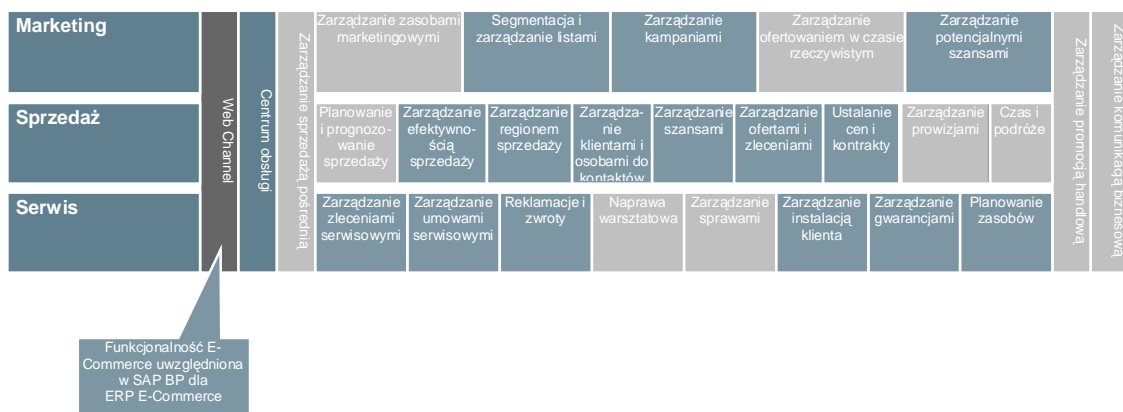 Marketing
Sprzedaż
Serwis
Web Channel
Centrum obsługi
Zarządzanie sprzedażą pośrednią
Zarządzanie zasobami
marketingowymi
Segmentacja i
zarządzanie listami
Zarządzanie
kampaniami
Zarządzanie
ofertowaniem w czasie
rzeczywistym
Zarządzanie
potencjalnymi
szansami
Planowanie
i prognozo-
wanie
sprzedaży
Zarządzanie
efektywno-
ścią
sprzedaży
Zarządzanie
regionem
sprzedaży
Zarządza-
nie
klientami i
osobami do
kontaktów
Zarządzanie
szansami
Zarządzanie
ofertami i
zleceniami
Ustalanie
cen i
kontrakty
Zarządzanie
prowizjami
Czas i
podróże
Zarządzanie
zleceniami
serwisowymi
Zarządzanie
umowami
serwisowymi
Reklamacje i
zwroty
Naprawa
warsztatowa
Zarządzanie
sprawami
Zarządzanie
instalacją
klienta
Zarządzanie
gwarancjami
Planowanie
zasobów
Zarządzanie promocją handlową
Zarządzanie komunikacją biznesową
Funkcjonalność E-
Commerce uwzględniona
w SAP BP dla
ERP E-Commerce